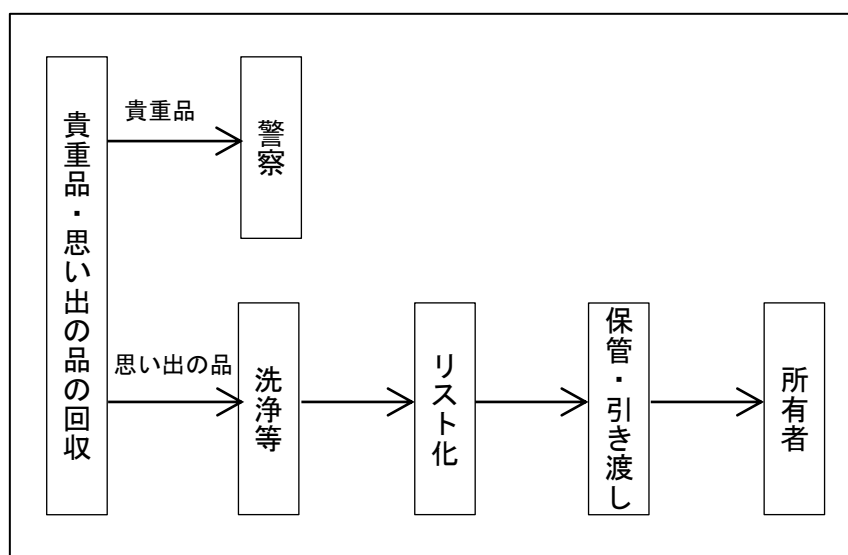 貴重品・思い出の品の回収
貴重品
警察
思い出の品
洗浄等
リスト化
保管・引き渡し
所有者